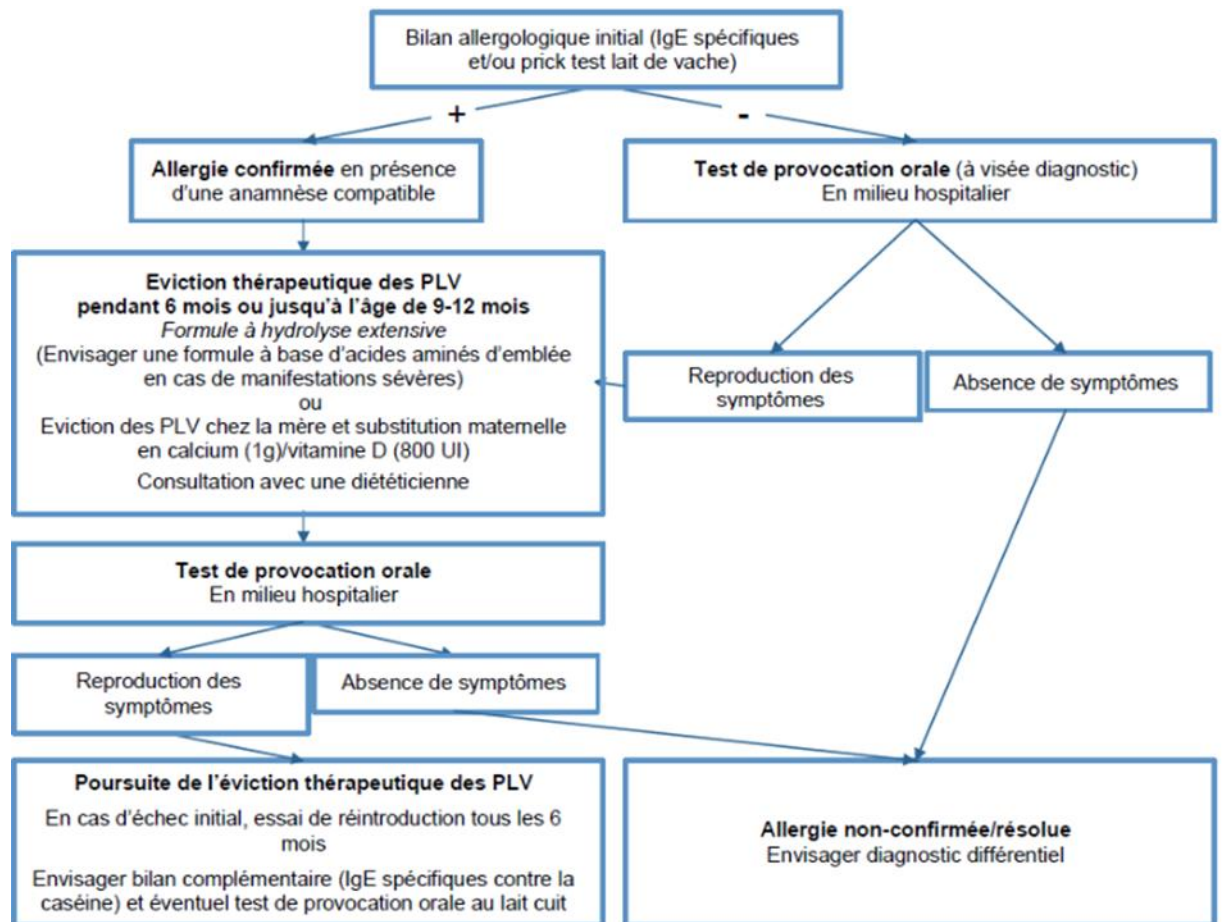 Bilan allergologique initial (IgE spécifiques
et/ou prick test lait de vache)
+
-
Allergie confirmée en présence
d'une anamnèse compatible
Test de provocation orale (à visée diagnostic)
En milieu hospitalier
Eviction thérapeutique des PLV
pendant 6 mois ou jusqu'à l'âge de 9-12 mois
Formule à hydrolyse extensive
(Envisager une formule à base d'acides aminés d'emblée
en cas de manifestations sévères)
ou
Eviction des PLV chez la mère et substitution maternelle
en calcium (1g)/vitamine D (800 UI)
Consultation avec une diététicienne
Reproduction des
symptômes
Absence de symptômes
Test de provocation orale
En milieu hospitalier
Reproduction des
symptômes
Absence de symptômes
Poursuite de l'éviction thérapeutique des PLV
En cas d'échec initial, essai de réintroduction tous les 6
mois
Envisager bilan complémentaire (IgE spécifiques contre la
caséine) et éventuel test de provocation orale au lait cuit
Allergie non-confirmée/résolue
Envisager diagnostic différentiel